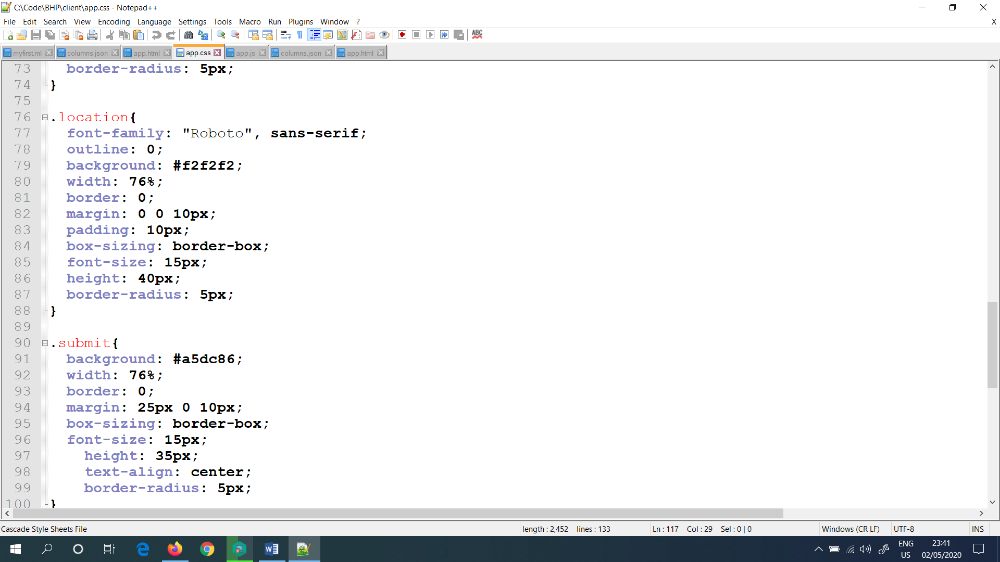 C:\Code\BHP\client\app.css - Notepad++
File Edit Search View Encoding Language Settings Tools Macro Run Plugins Window ? X
ABC
myfirst.ml columns.json app.html app.css app.js columns.json app.html
73 border-radius: 5px;
74 }
75
76 .location{
77 font-family: "Roboto", sans-serif;
78 outline: 0;
79 background: #f2f2f2;
80 width: 76%;
81 border: 0;
82 margin: 0 0 10px;
83 padding: 10px;
84 box-sizing: border-box;
85 font-size: 15px;
86 height: 40px;
87 border-radius: 5px;
88 }
89
90 .submit{
91 background: #a5dc86;
92 width: 76%;
93 border: 0;
94 margin: 25px 0 10px;
95 box-sizing: border-box;
96 font-size: 15px;
97 height: 35px;
98 text-align: center;
99 border-radius: 5px;
100 }
Cascade Style Sheets File length : 2,452 lines : 133 Ln : 117 Col : 29 Sel : 0 | 0 Windows (CR LF) UTF-8 INS
ENG 23:41
US 02/05/2020